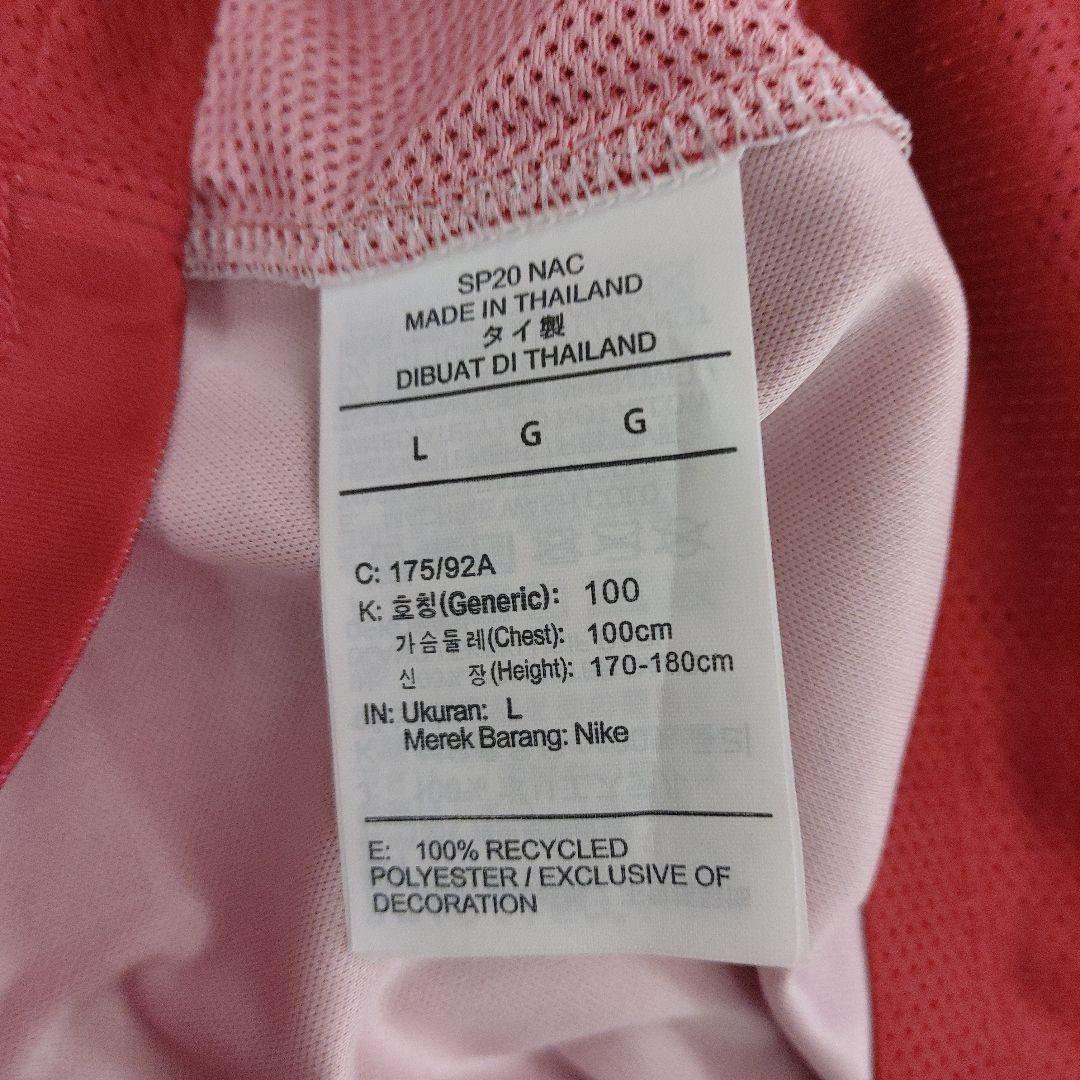 SP20 NAC
MADE IN THAILAND
タイ製
DIBUAT DI THAILAND
L G G
C: 175/92A
K: 호칭(Generic): 100
가슴둘레(Chest): 100cm
신 장(Height): 170-180cm
IN: Ukuran: L
Merek Barang: Nike
E: 100% RECYCLED
POLYESTER / EXCLUSIVE OF
DECORATION